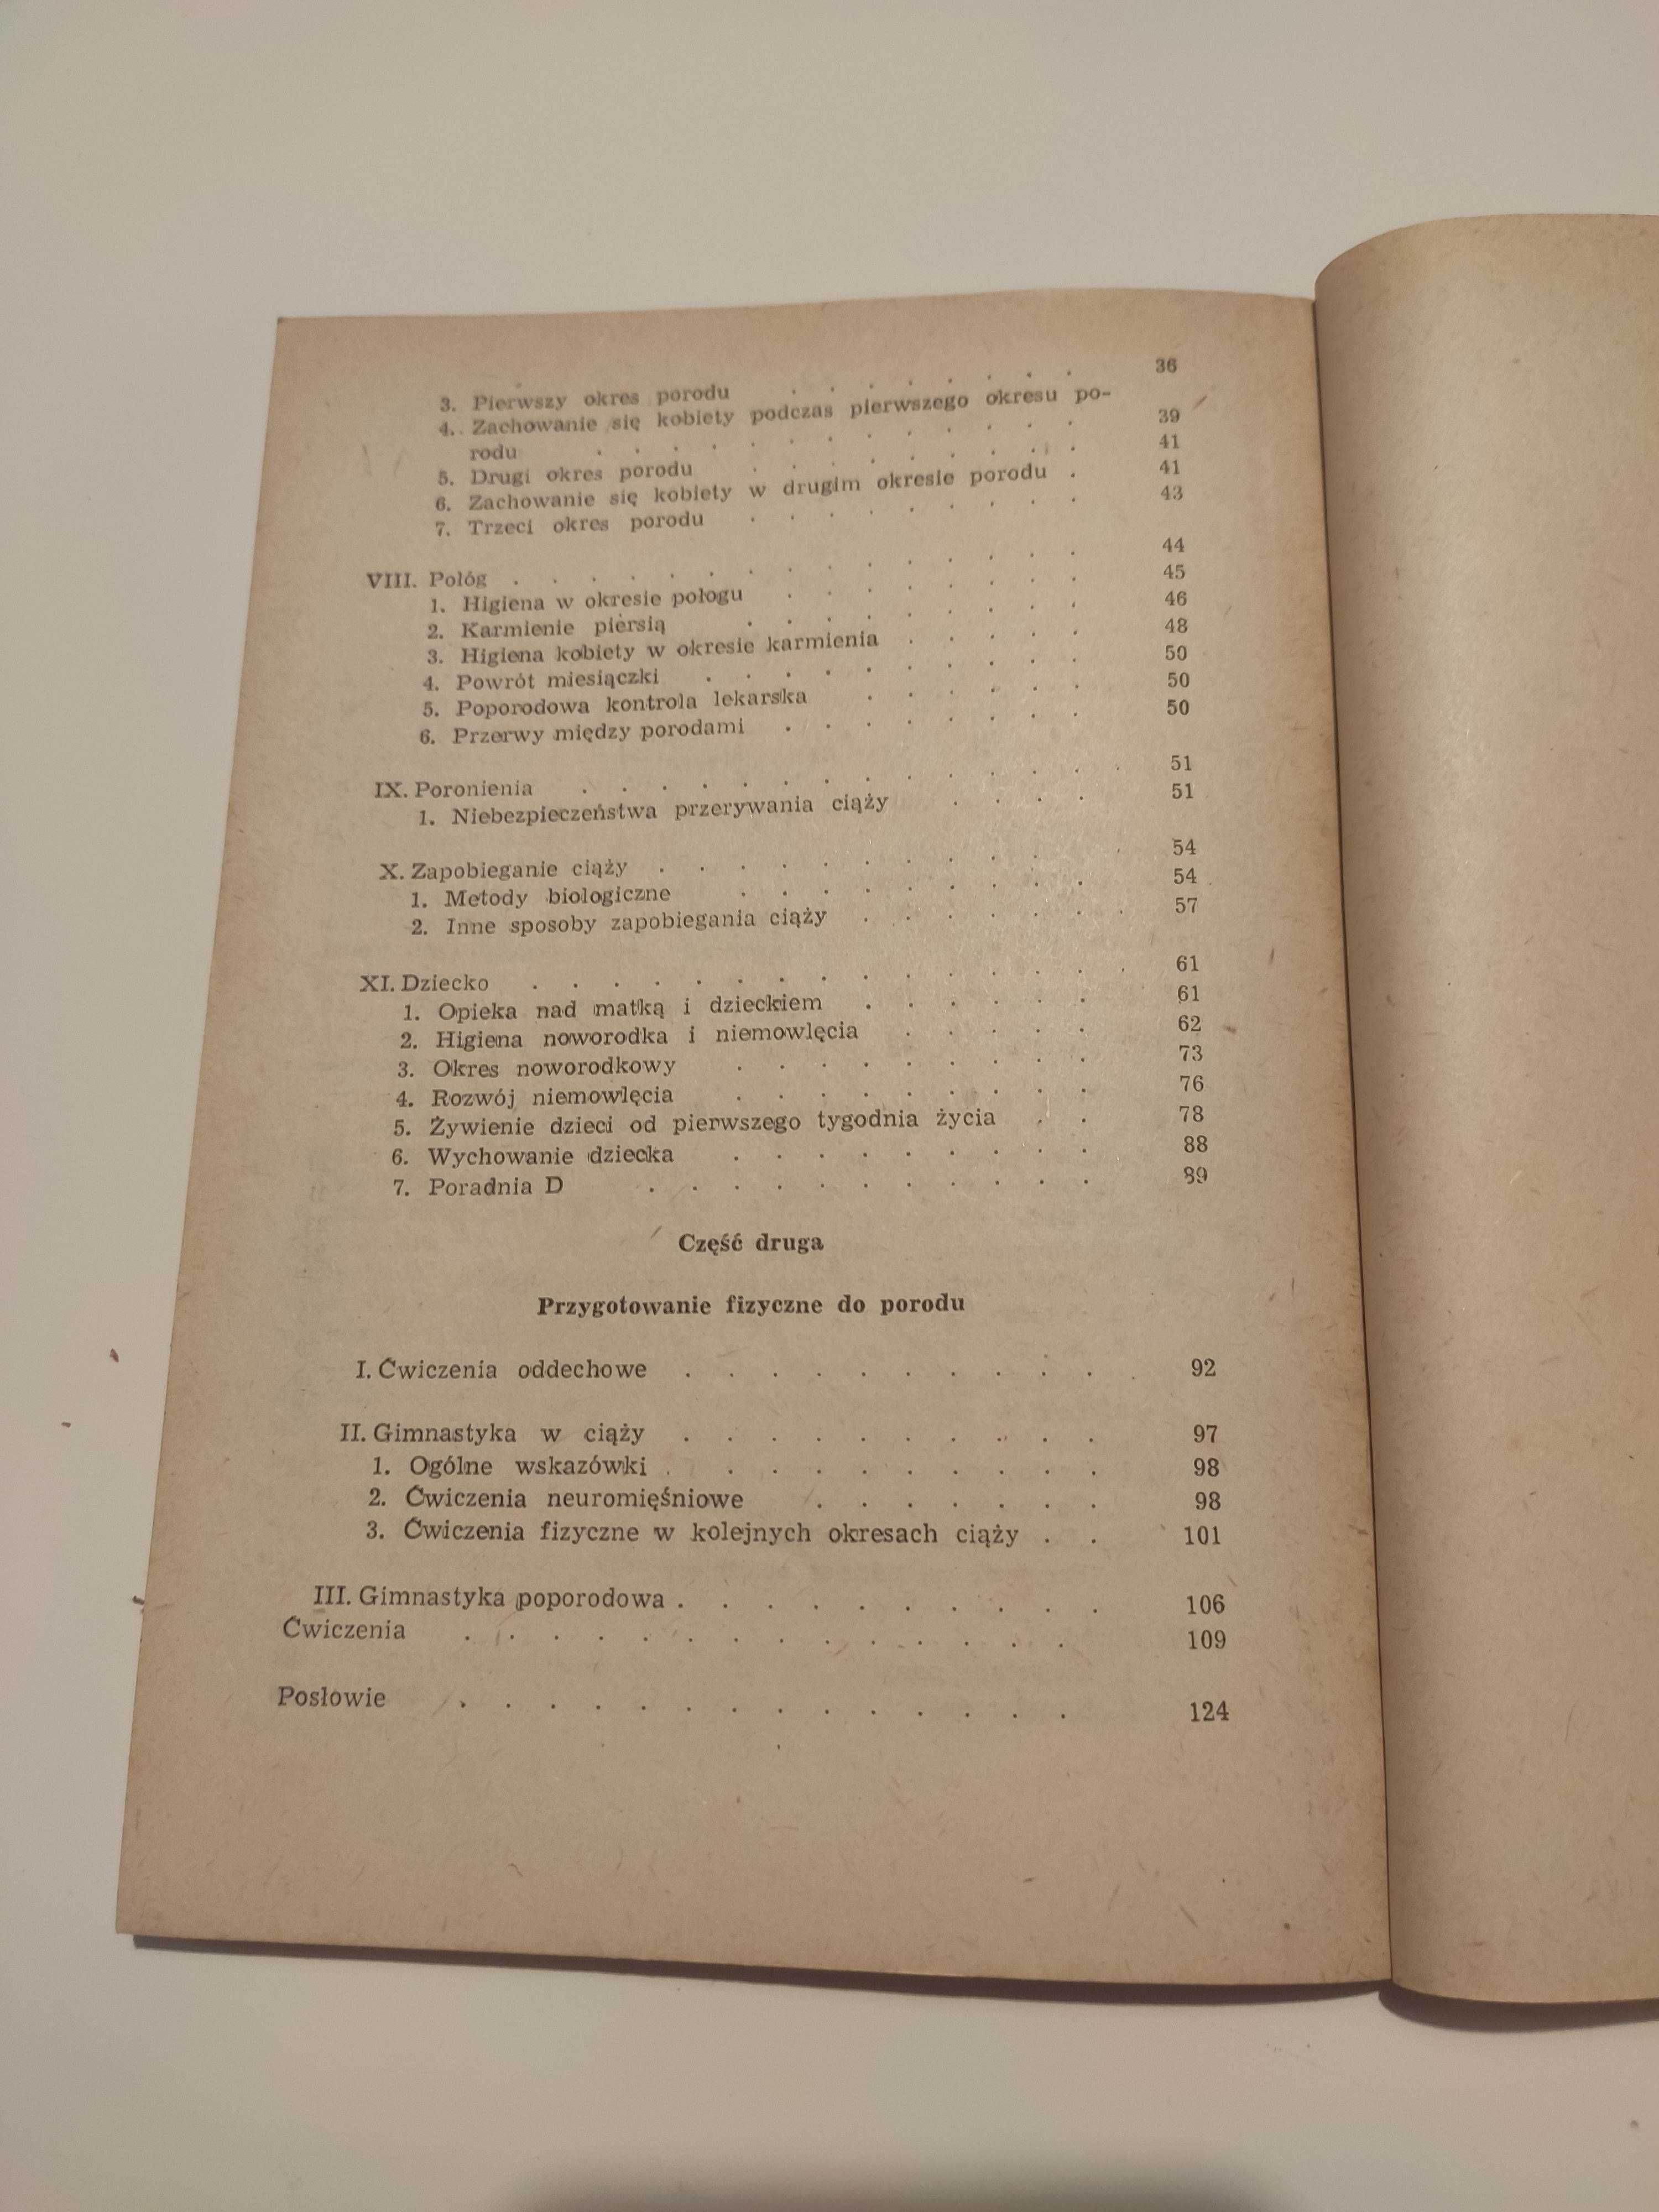 3. Pierwszy okres porodu . . . . . . . . 36
4. Zachowanie się kobiety podczas pierwszego okresu po-
rodu . . . . . . . . . . . . 39
5. Drugi okres porodu . . . . . . . . . 41
6. Zachowanie się kobiety w drugim okresie porodu . 41
7. Trzeci okres porodu . . . . . . . . . 43
VIII. Połóg . . . . . . . . . . . . . 44
1. Higiena w okresie połogu . . . . . . . . 45
2. Karmienie piersią . . . . . . . . . 46
3. Higiena kobiety w okresie karmienia . . . . . 48
4. Powrót miesiączki . . . . . . . . . . 50
5. Poporodowa kontrola lekarska . . . . . . 50
6. Przerwy między porodami . . . . . . . . 50
IX. Poronienia . . . . . . . . . . . . . 51
1. Niebezpieczeństwa przerywania ciąży . . . . 51
X. Zapobieganie ciąży . . . . . . . . . . . 54
1. Metody biologiczne . . . . . . . . . 54
2. Inne sposoby zapobiegania ciąży . . . . . . . 57
XI. Dziecko . . . . . . . . . . . . . . . 61
1. Opieka nad matką i dzieckiem . . . . . . 61
2. Higiena noworodka i niemowlęcia . . . . . 62
3. Okres noworodkowy . . . . . . . . . 73
4. Rozwój niemowlęcia . . . . . . . . . 76
5. Żywienie dzieci od pierwszego tygodnia życia . . 78
6. Wychowanie dziecka . . . . . . . . . 88
7. Poradnia D . . . . . . . . . . . 89
Część druga
Przygotowanie fizyczne do porodu
I. Ćwiczenia oddechowe . . . . . . . . . . . 92
II. Gimnastyka w ciąży . . . . . . . . . . 97
1. Ogólne wskazówki . . . . . . . . . . 98
2. Ćwiczenia neuromięśniowe . . . . . . . 98
3. Ćwiczenia fizyczne w kolejnych okresach ciąży . . 101
III. Gimnastyka poporodowa . . . . . . . . . . 106
Ćwiczenia . . . . . . . . . . . . . . 109
Posłowie . . . . . . . . . . . . . 124